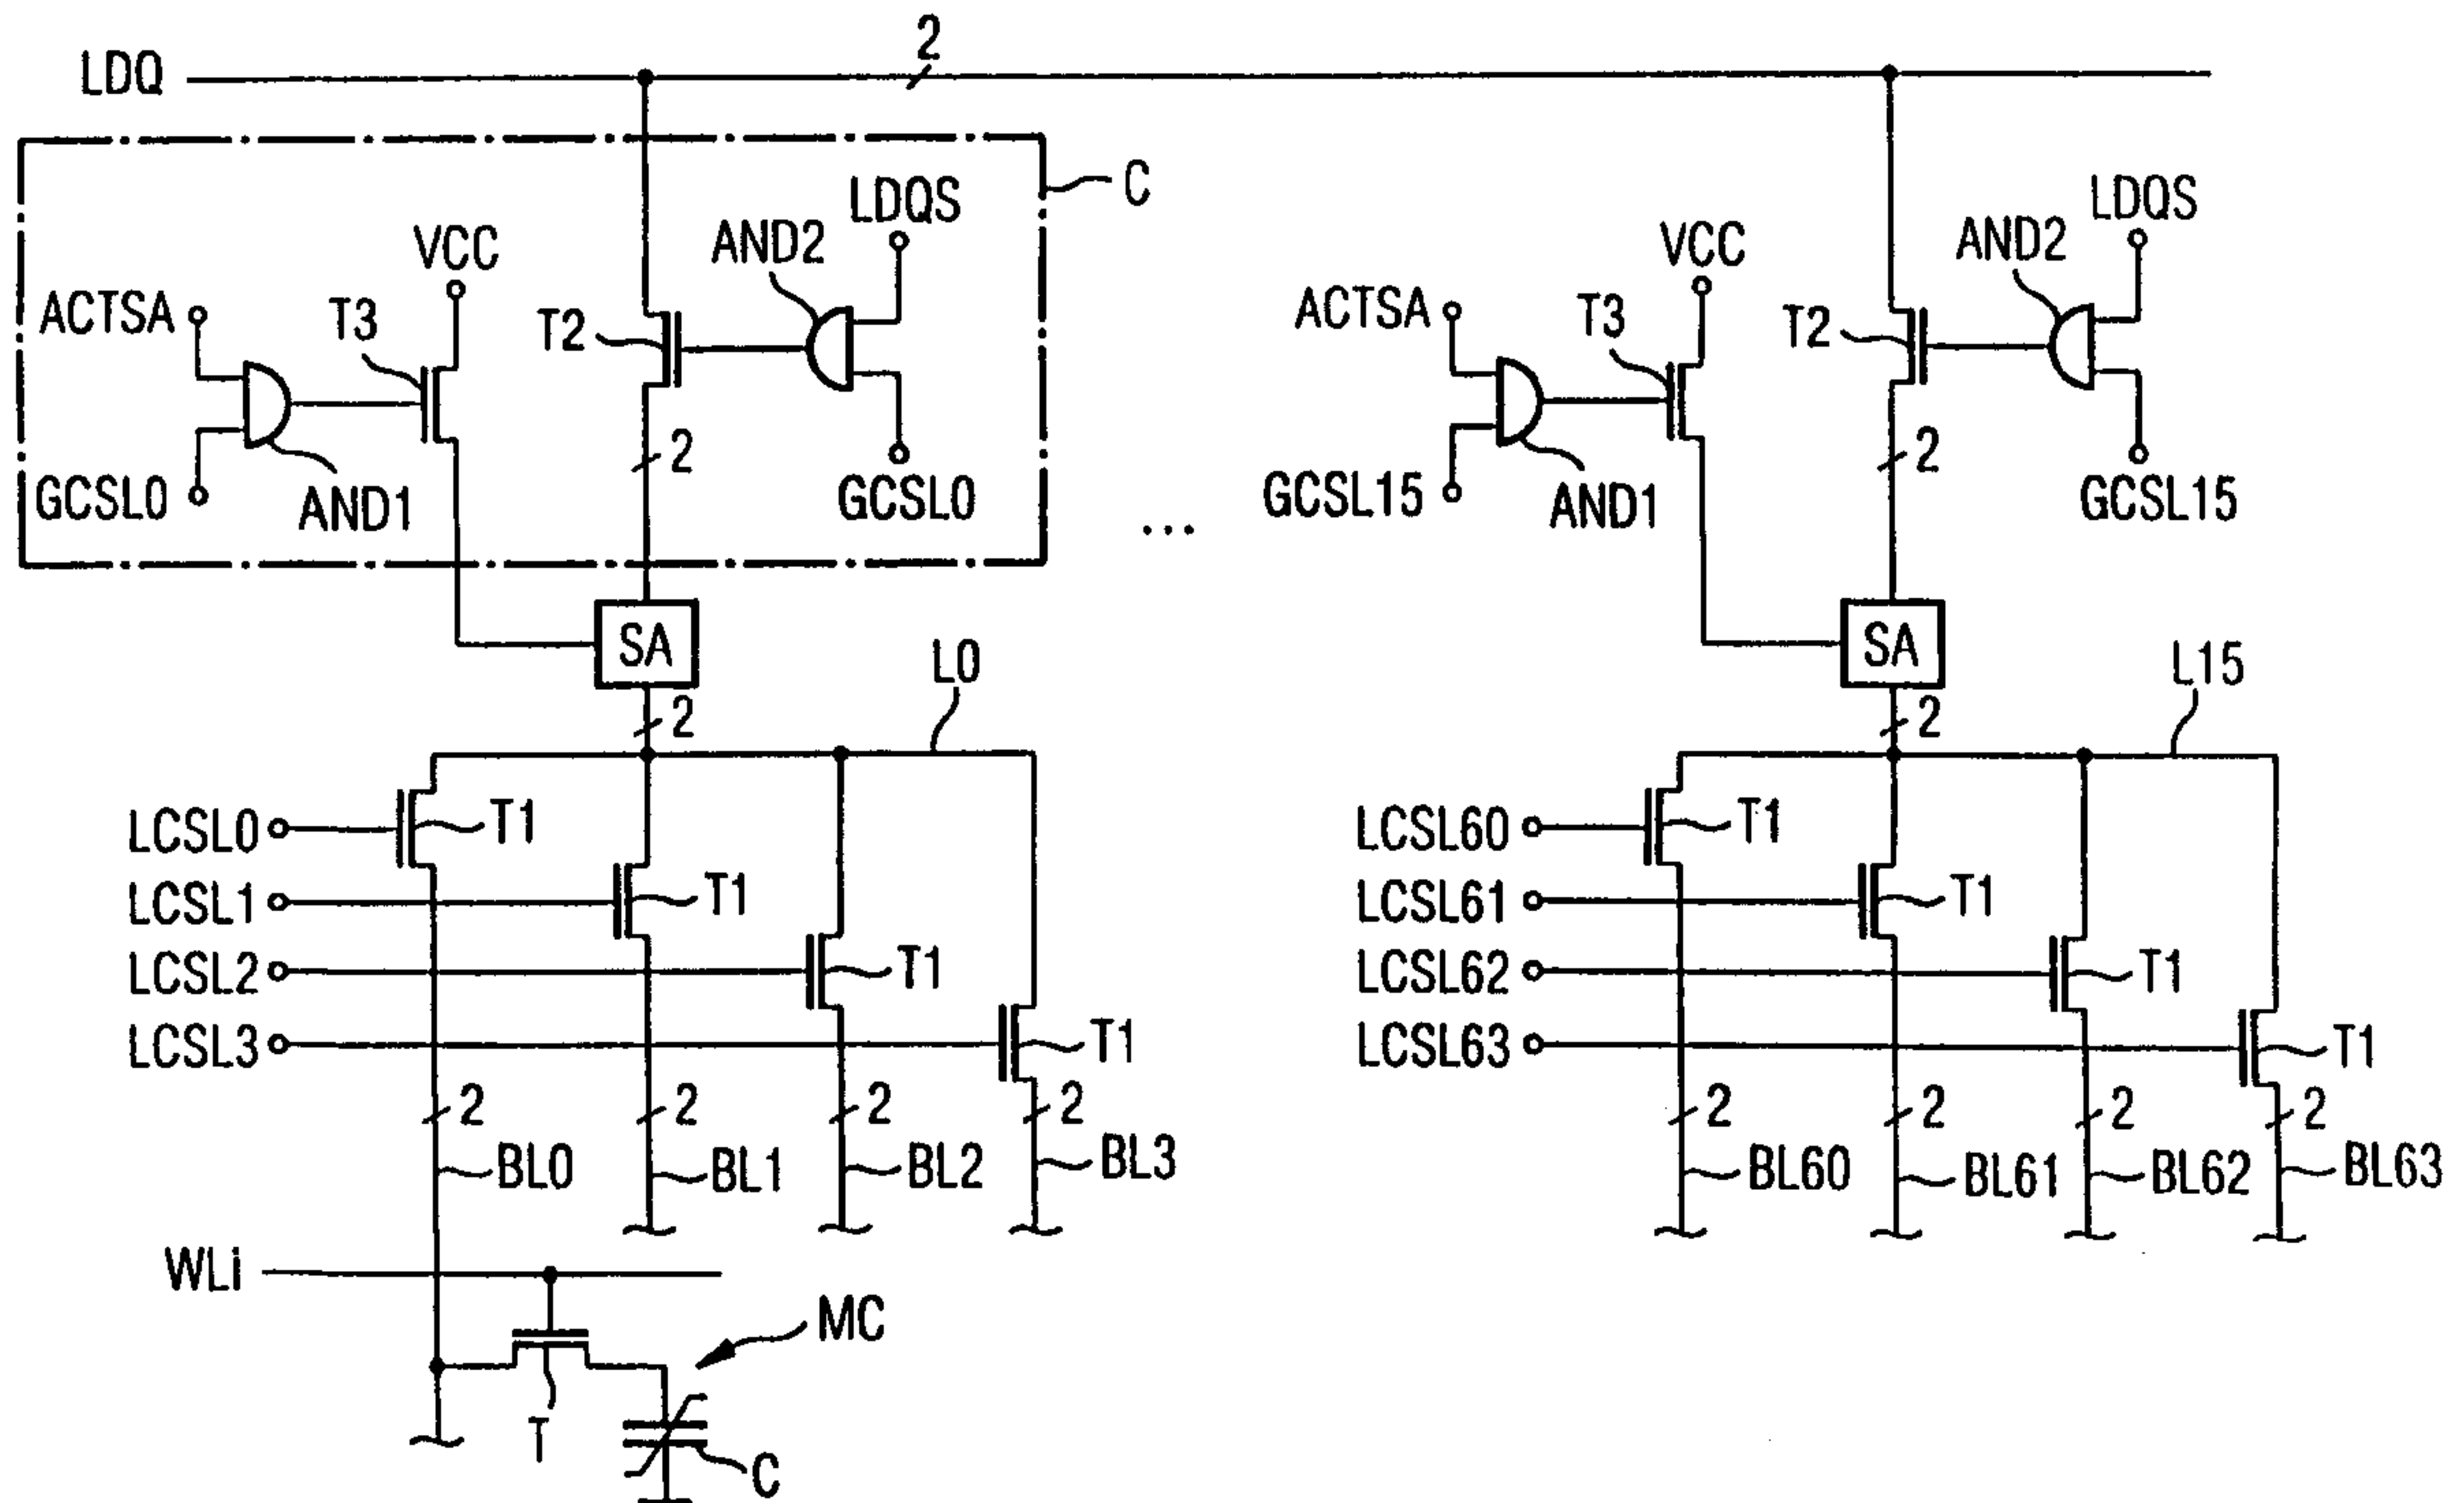 LDQ
2
C
LDQS
AND2
VCC
ACTSA
T3
T2
GCSL0
AND1
2
GCSL0
...
LDQS
AND2
VCC
ACTSA
T3
T2
GCSL15
AND1
2
GCSL15
SA
2
L0
SA
2
L15
LCSL0
T1
LCSL1
T1
LCSL2
T1
LCSL3
T1
2
2
2
2
BL0
BL1
BL2
BL3
LCSL60
T1
LCSL61
T1
LCSL62
T1
LCSL63
T1
2
2
2
2
BL60
BL61
BL62
BL63
WLi
MC
T
C